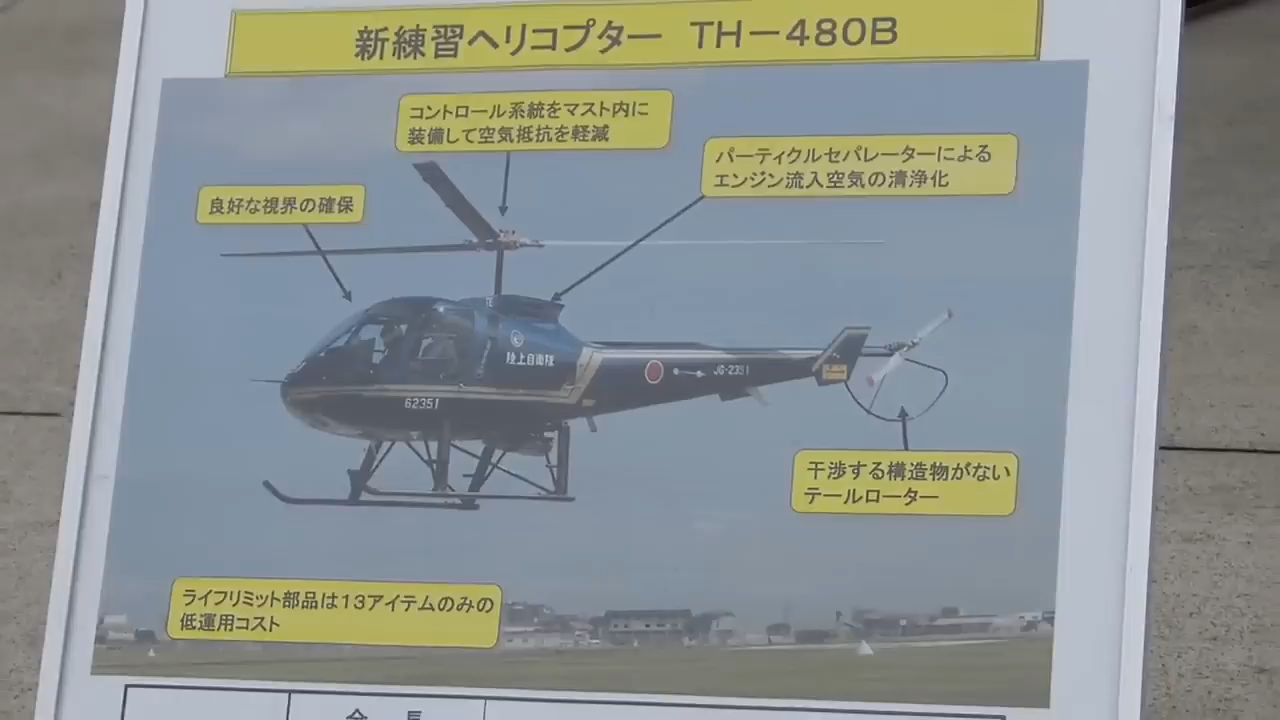 新練習ヘリコプター TH－480B
コントロール系統をマスト内に
装備して空気抵抗を軽減
パーティクルセパレーターによる
エンジン流入空気の清浄化
良好な視界の確保
陸上自衛隊
JG-2351
62351
干渉する構造物がない
テールローター
ライフリミット部品は13アイテムのみの
低運用コスト
全長